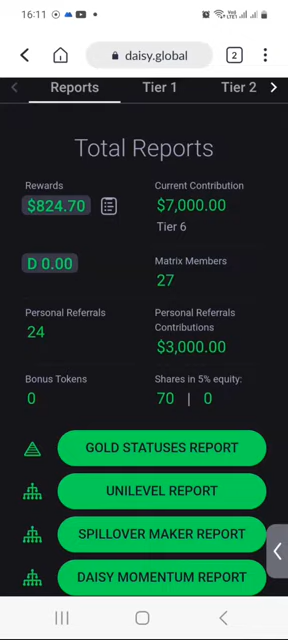 16:11
daisy.global
2
Reports
Tier 1
Tier 2
Total Reports
Rewards
$824.70
Current Contribution
$7,000.00
Tier 6
D 0.00
Matrix Members
27
Personal Referrals
24
Personal Referrals
Contributions
$3,000.00
Bonus Tokens
0
Shares in 5% equity:
70 | 0
GOLD STATUSES REPORT
UNILEVEL REPORT
SPILLOVER MAKER REPORT
DAISY MOMENTUM REPORT